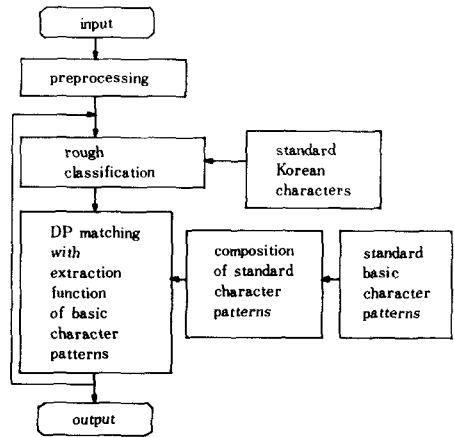 input
preprocessing
rough
classification
standard
Korean
characters
DP matching
with
extraction
function
of basic
character
patterns
composition
of standard
character
patterns
standard
basic
character
patterns
output